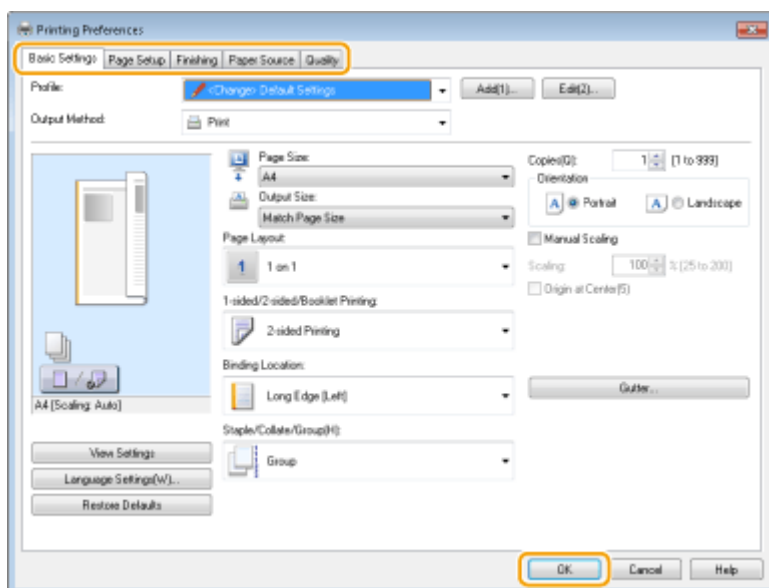 Printing Preferences
Basic Settings Page Setup Finishing Paper Source Quality
Profile: <Change> Default Settings Add(1)... Edit(2)...
Output Method: Print
Page Size:
A4
Output Size:
Match Page Size
Page Layout:
1 1 on 1
1-sided/2-sided/Booklet Printing:
2-sided Printing
Binding Location:
Long Edge [Left]
Staple/Collate/Group(H):
Group
Copies(Q): 1 [1 to 999]
Orientation
A Portrait A Landscape
Manual Scaling
Scaling: 100 % [25 to 200]
Origin at Center(5)
Gutter...
A4 [Scaling: Auto]
View Settings
Language Settings(W)...
Restore Defaults
OK Cancel Help